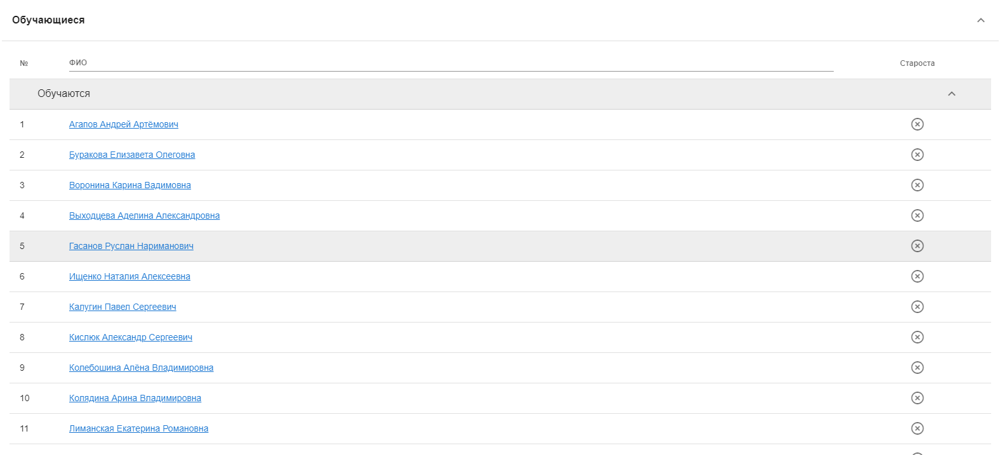 Обучающиеся
№ ФИО Староста
Обучаются
1 Агапов Андрей Артёмович
2 Буракова Елизавета Олеговна
3 Воронина Карина Вадимовна
4 Выходцева Аделина Александровна
5 Гасанов Руслан Нариманович
6 Ищенко Наталия Алексеевна
7 Калугин Павел Сергеевич
8 Кислюк Александр Сергеевич
9 Колебошина Алёна Владимировна
10 Колядина Арина Владимировна
11 Лиманская Екатерина Романовна